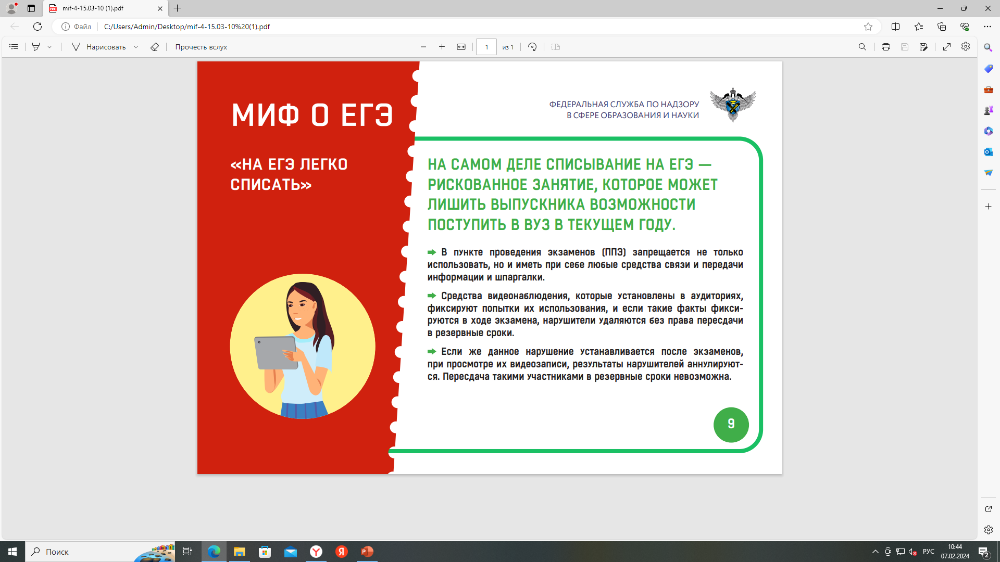 mif-4-15.03-10 (1).pdf
Файл
C:/Users/Admin/Desktop/mif-4-15.03-10%20(1).pdf
Нарисовать
Прочесть вслух
1
из 1
МИФ О ЕГЭ
«НА ЕГЭ ЛЕГКО
СПИСАТЬ»
ФЕДЕРАЛЬНАЯ СЛУЖБА ПО НАДЗОРУ
В СФЕРЕ ОБРАЗОВАНИЯ И НАУКИ
НА САМОМ ДЕЛЕ СПИСЫВАНИЕ НА ЕГЭ —
РИСКОВАННОЕ ЗАНЯТИЕ, КОТОРОЕ МОЖЕТ
ЛИШИТЬ ВЫПУСКНИКА ВОЗМОЖНОСТИ
ПОСТУПИТЬ В ВУЗ В ТЕКУЩЕМ ГОДУ.
В пункте проведения экзаменов (ППЭ) запрещается не только
использовать, но и иметь при себе любые средства связи и передачи
информации и шпаргалки.
Средства видеонаблюдения, которые установлены в аудиториях,
фиксируют попытки их использования, и если такие факты фикси-
руются в ходе экзамена, нарушители удаляются без права пересдачи
в резервные сроки.
Если же данное нарушение устанавливается после экзаменов,
при просмотре их видеозаписи, результаты нарушителей аннулируют-
ся. Пересдача такими участниками в резервные сроки невозможна.
9
Поиск
РУС
10:44
07.02.2024
2